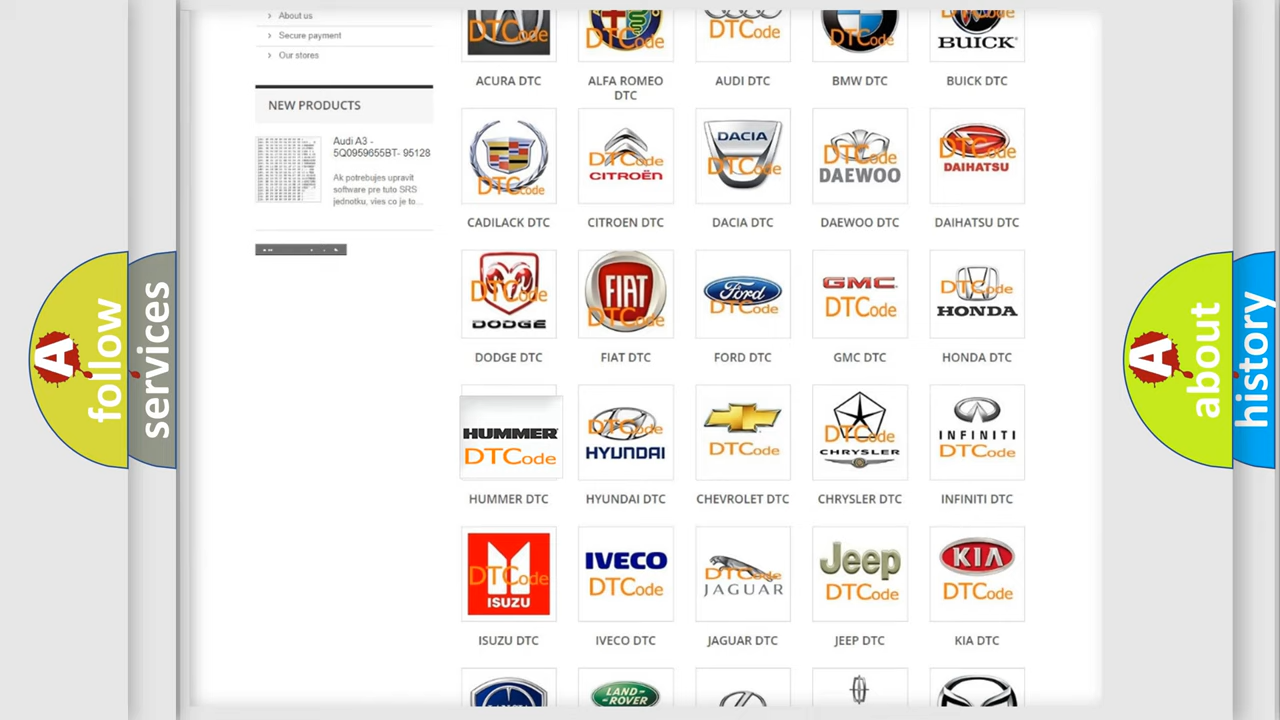 About us
Secure payment
Our stores
NEW PRODUCTS
Audi A3 -
5Q0959655BT- 95128
Ak potrebujes upravit
software pre tuto SRS
jednotku, vies co je to...
DTCode
DTCode
DTCode
DTCode
DTCode
BUICK
ACURA DTC
ALFA ROMEO
DTC
AUDI DTC
BMW DTC
BUICK DTC
DTCode
DTCode
CITROËN
DACIA
DTCode
DTCode
DAEWOO
DTCode
DAIHATSU
CADILACK DTC
CITROEN DTC
DACIA DTC
DAEWOO DTC
DAIHATSU DTC
DTCode
DODGE
FIAT
DTCode
Ford
DTCode
GMC
DTCode
DTCode
HONDA
DODGE DTC
FIAT DTC
FORD DTC
GMC DTC
HONDA DTC
HUMMER
DTCode
DTCode
HYUNDAI
DTCode
DTCode
CHRYSLER
INFINITI
DTCode
HUMMER DTC
HYUNDAI DTC
CHEVROLET DTC
CHRYSLER DTC
INFINITI DTC
DTCode
ISUZU
IVECO
DTCode
DTCode
JAGUAR
Jeep
DTCode
KIA
DTCode
ISUZU DTC
IVECO DTC
JAGUAR DTC
JEEP DTC
KIA DTC
LAND-
ROVER
A follow
services
A about
history